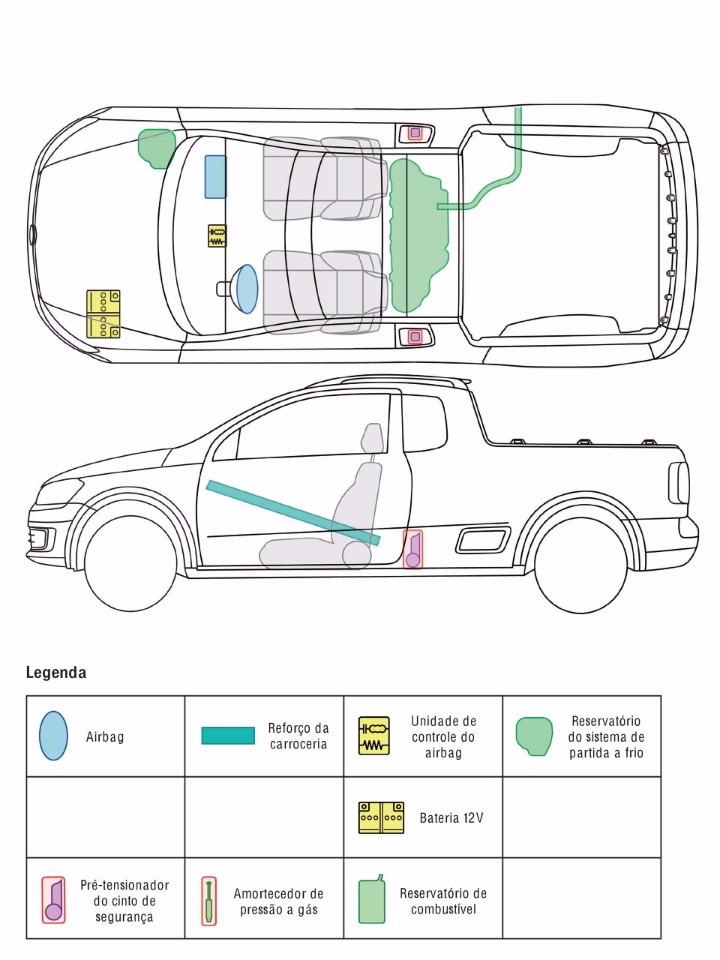 Legenda
Airbag
Reforço da
carroceria
Unidade de
controle do
airbag
Reservatório
do sistema de
partida a frio
Bateria 12V
Pré-tensionador
do cinto de
segurança
Amortecedor de
pressão a gás
Reservatório de
combustível